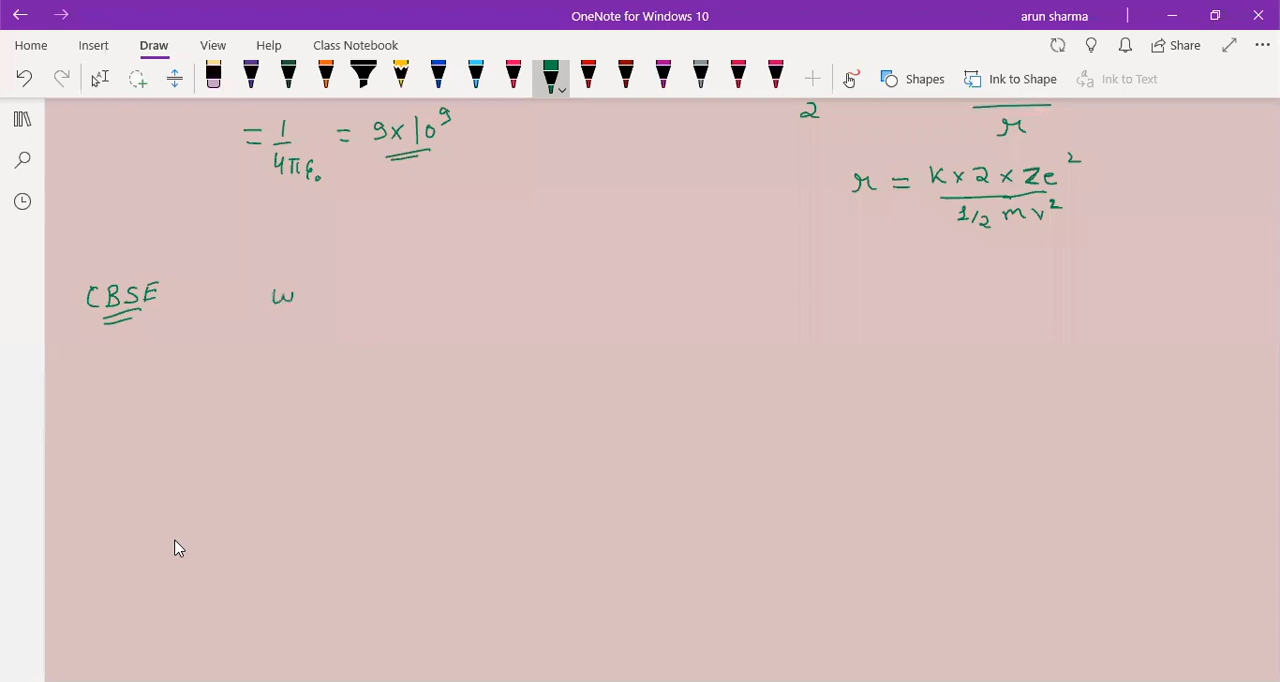 OneNote for Windows 10
arun sharma
Home Insert Draw View Help Class Notebook
Share
Shapes Ink to Shape Ink to Text
= 1/4πε₀ = 9×10⁹
2
r
r = K × 2 × Ze²
1/2 mv²
CBSE w